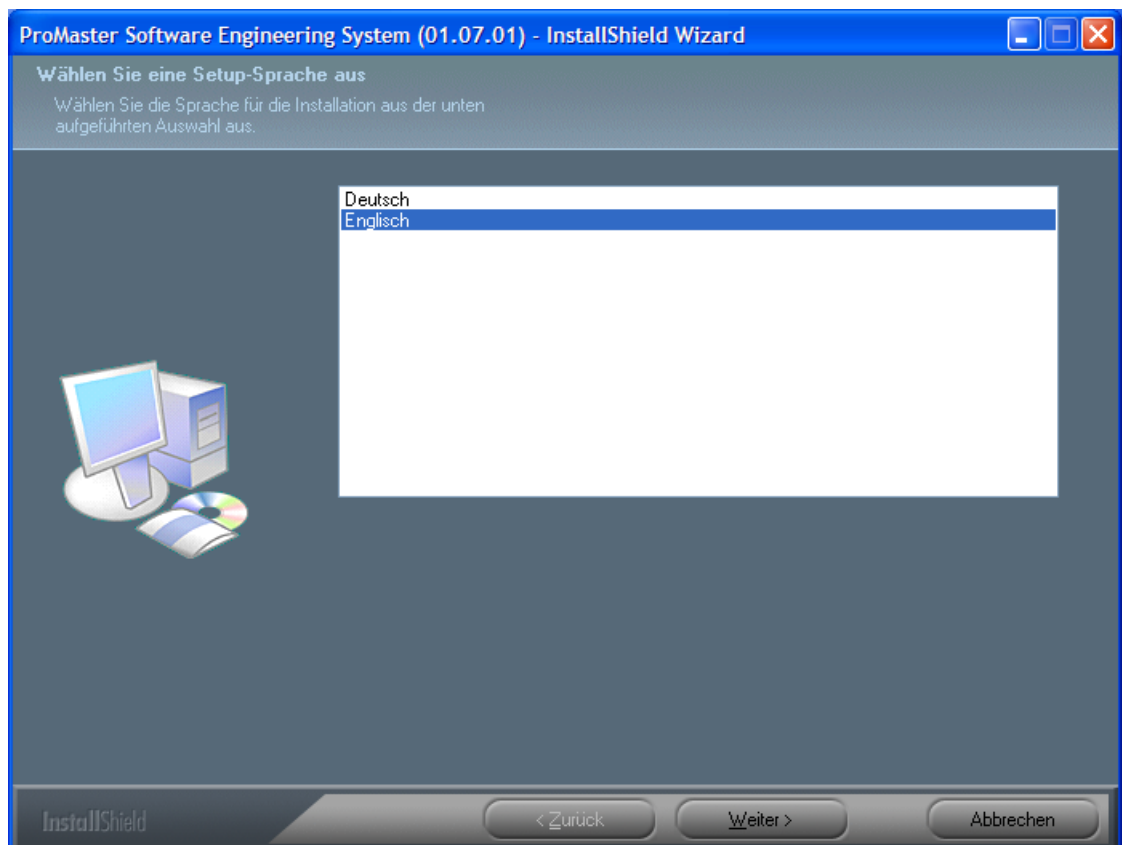 ProMaster Software Engineering System (01.07.01) - InstallShield Wizard
Wählen Sie eine Setup-Sprache aus
Wählen Sie die Sprache für die Installation aus der unten
aufgeführten Auswahl aus.
Deutsch
Englisch
InstallShield
< Zurück
Weiter >
Abbrechen